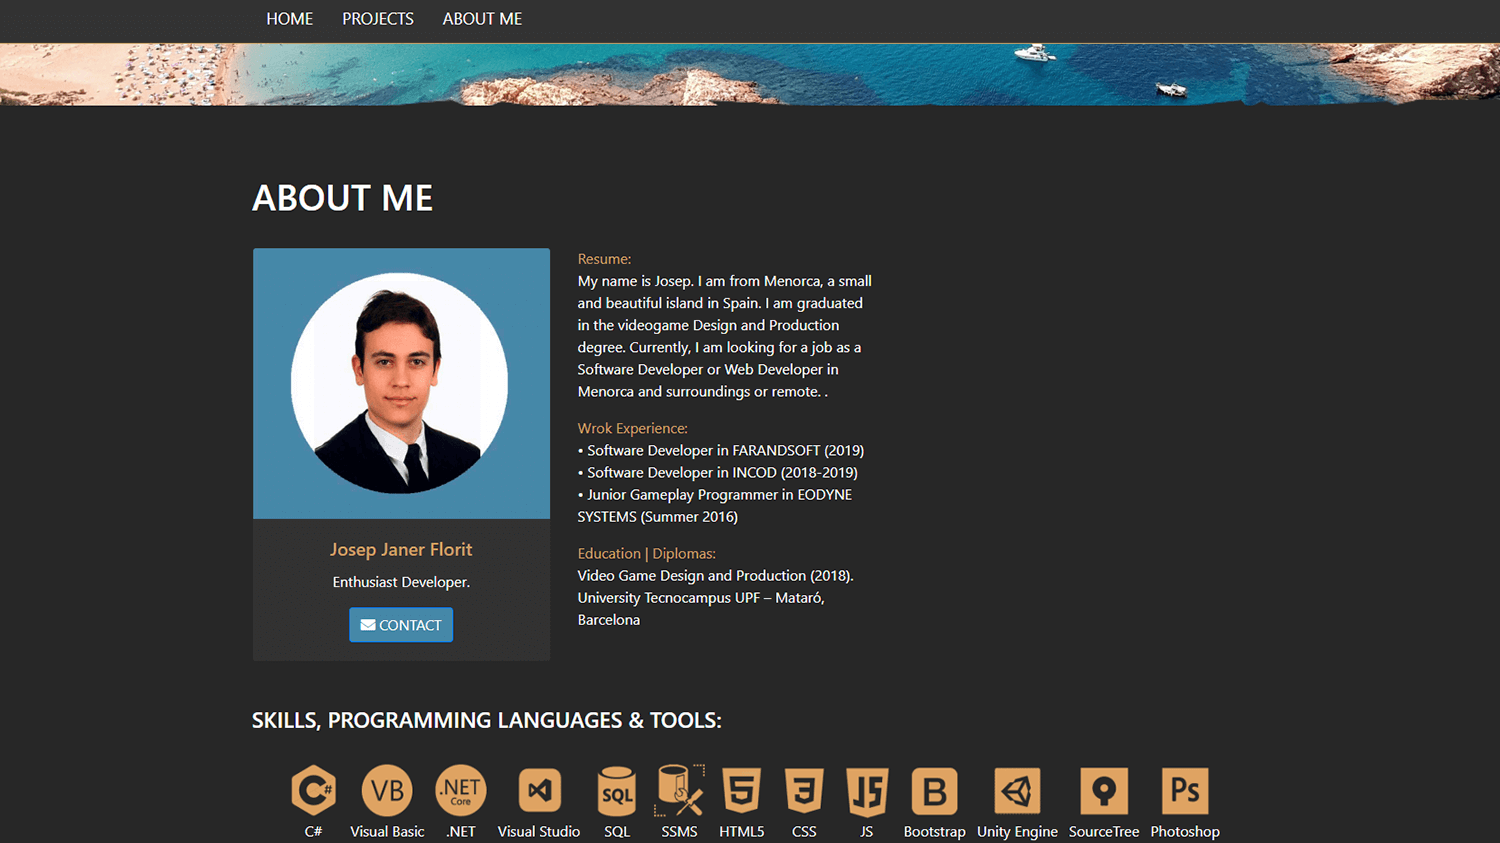 HOME PROJECTS ABOUT ME
ABOUT ME
Resume:
My name is Josep. I am from Menorca, a small
and beautiful island in Spain. I am graduated
in the videogame Design and Production
degree. Currently, I am looking for a job as a
Software Developer or Web Developer in
Menorca and surroundings or remote. .
Wrok Experience:
• Software Developer in FARANDSOFT (2019)
• Software Developer in INCOD (2018-2019)
• Junior Gameplay Programmer in EODYNE
SYSTEMS (Summer 2016)
Education | Diplomas:
Video Game Design and Production (2018).
University Tecnocampus UPF – Mataró,
Barcelona
Josep Janer Florit
Enthusiast Developer.
CONTACT
SKILLS, PROGRAMMING LANGUAGES & TOOLS:
C# VB .NET Core SQL 5 3 JS B Ps
C# Visual Basic .NET Visual Studio SQL SSMS HTML5 CSS JS Bootstrap Unity Engine SourceTree Photoshop